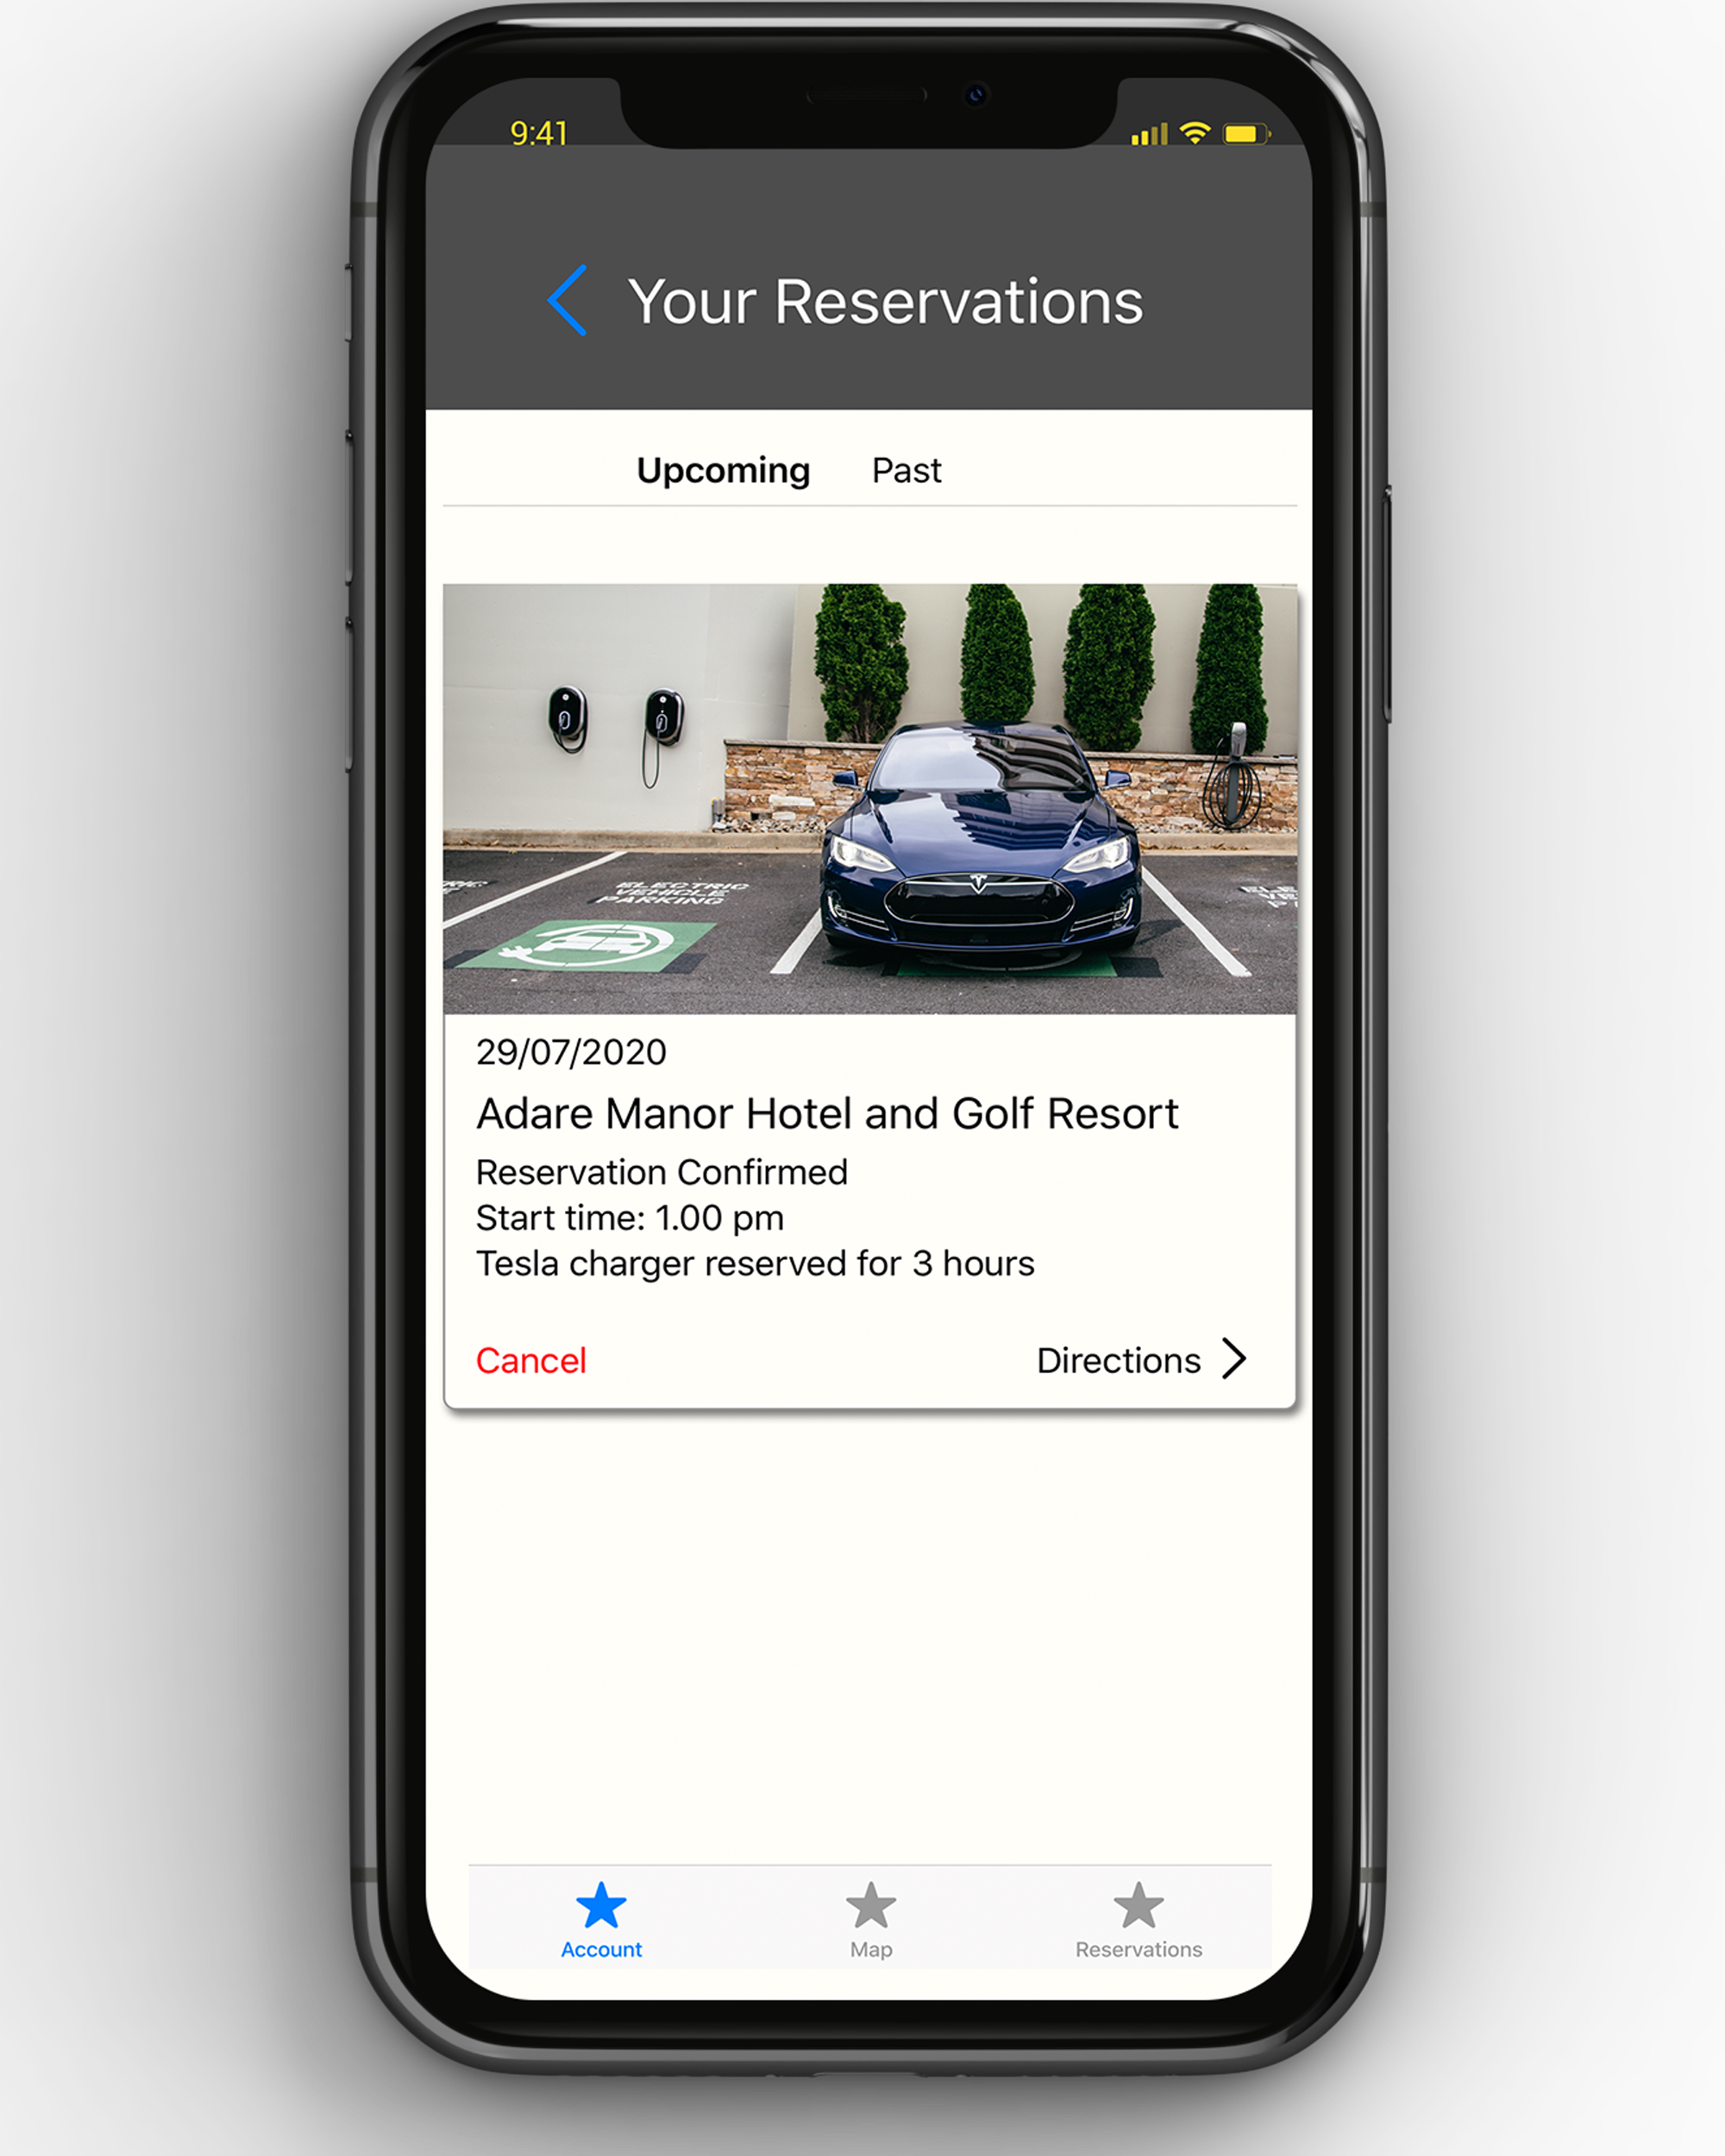 9:41
Your Reservations
Upcoming Past
ELECTRIC
VEHICLE
PARKING
29/07/2020
Adare Manor Hotel and Golf Resort
Reservation Confirmed
Start time: 1.00 pm
Tesla charger reserved for 3 hours
Cancel Directions
Account Map Reservations